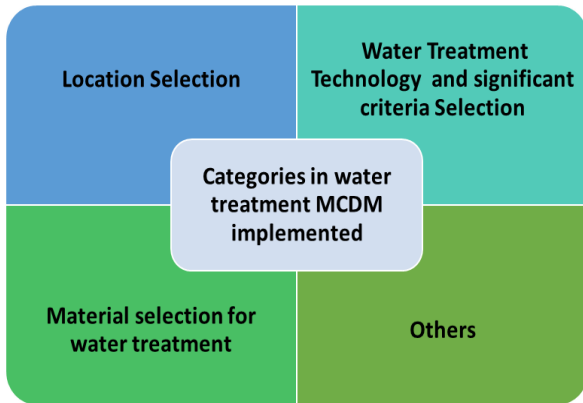 Location Selection
Water Treatment
Technology and significant
criteria Selection
Categories in water
treatment MCDM
implemented
Material selection for
water treatment
Others